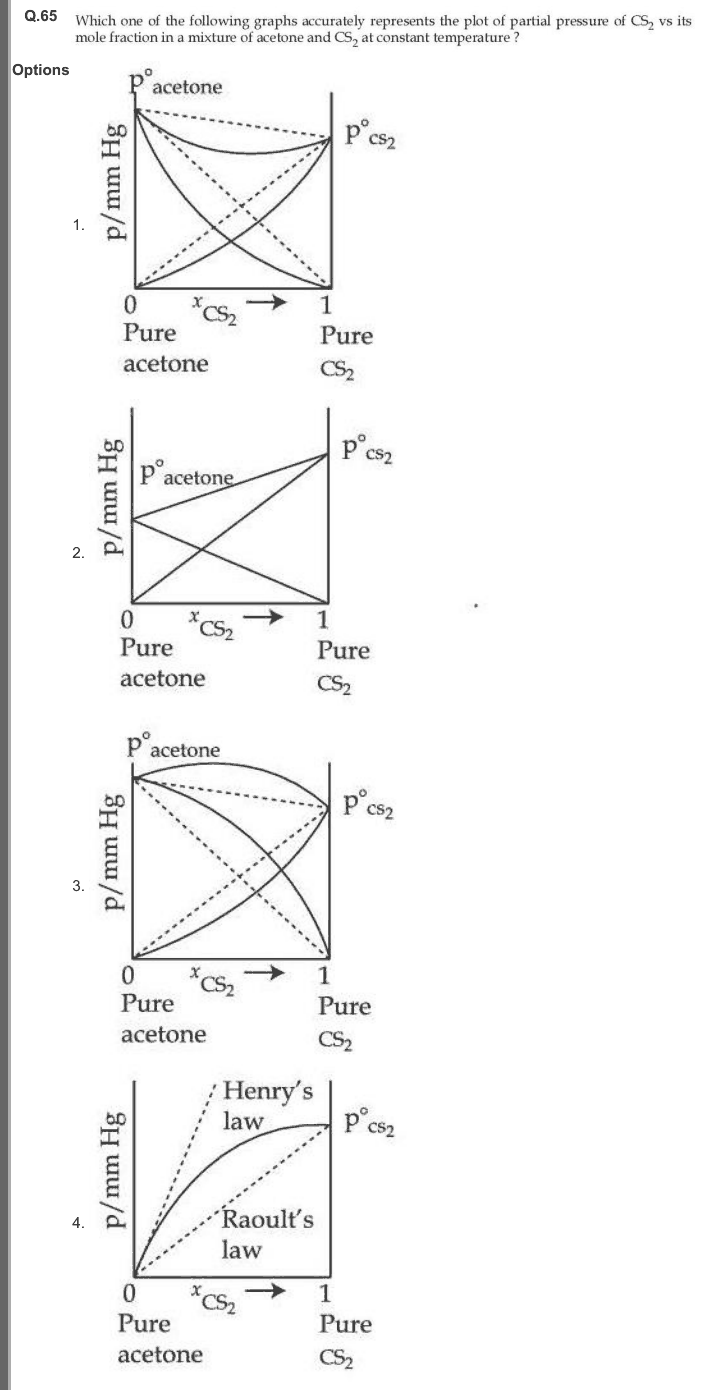 Q.65 Which one of the following graphs accurately represents the plot of partial pressure of CS₂ vs its
mole fraction in a mixture of acetone and CS₂ at constant temperature ?
Options
p°acetone
p°CS₂
p/mm Hg
1.
0 xCS₂ → 1
Pure Pure
acetone CS₂
p°CS₂
p°acetone
p/mm Hg
2.
0 xCS₂ → 1
Pure Pure
acetone CS₂
p°acetone
p°CS₂
p/mm Hg
3.
0 xCS₂ → 1
Pure Pure
acetone CS₂
Henry's
law
p°CS₂
p/mm Hg
4.
Raoult's
law
0 xCS₂ → 1
Pure Pure
acetone CS₂